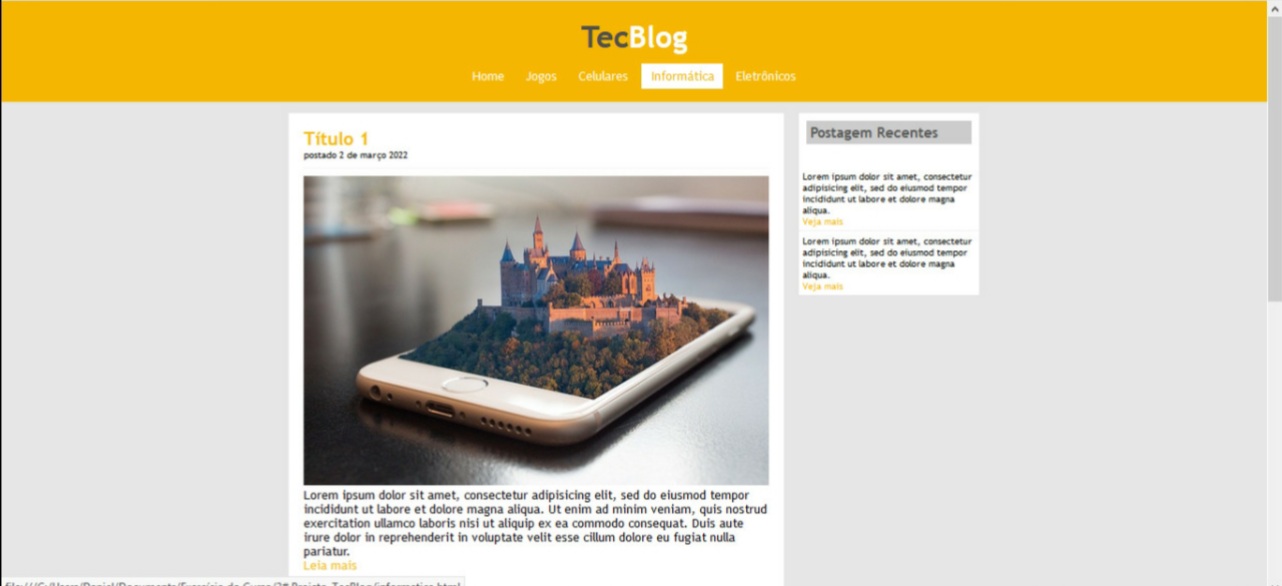 TecBlog
Home Jogos Celulares Informática Eletrônicos
Título 1
postado 2 de março 2022
Lorem ipsum dolor sit amet, consectetur adipisicing elit, sed do eiusmod tempor
incididunt ut labore et dolore magna aliqua. Ut enim ad minim veniam, quis nostrud
exercitation ullamco laboris nisi ut aliquip ex ea commodo consequat. Duis aute
irure dolor in reprehenderit in voluptate velit esse cillum dolore eu fugiat nulla
pariatur.
Leia mais
Postagem Recentes
Lorem ipsum dolor sit amet, consectetur
adipisicing elit, sed do eiusmod tempor
incididunt ut labore et dolore magna
aliqua.
Veja mais
Lorem ipsum dolor sit amet, consectetur
adipisicing elit, sed do eiusmod tempor
incididunt ut labore et dolore magna
aliqua.
Veja mais